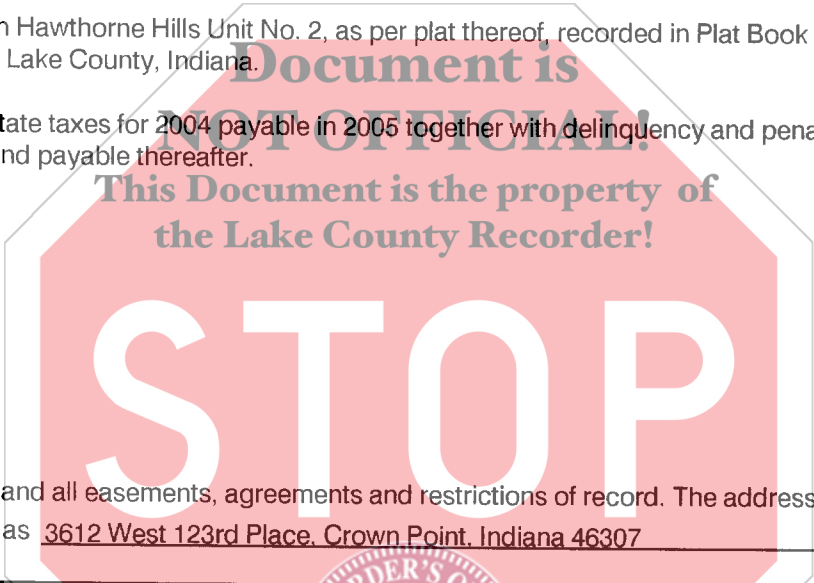 n Hawthorne Hills Unit No. 2, as per plat thereof, recorded in Plat Book
Lake County, Indiana.
Document is
tate taxes for 2004 payable in 2005 together with delinquency and pena
NOT OFFICIAL!
nd payable thereafter.
This Document is the property of
the Lake County Recorder!
STOP
and all easements, agreements and restrictions of record. The address
as 3612 West 123rd Place, Crown Point, Indiana 46307
RDER'S O